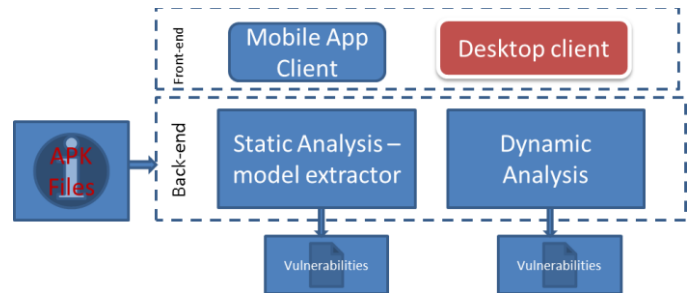 Front-end
Mobile App
Client
Desktop client
APK
Files
Back-end
Static Analysis –
model extractor
Dynamic
Analysis
Vulnerabilities
Vulnerabilities